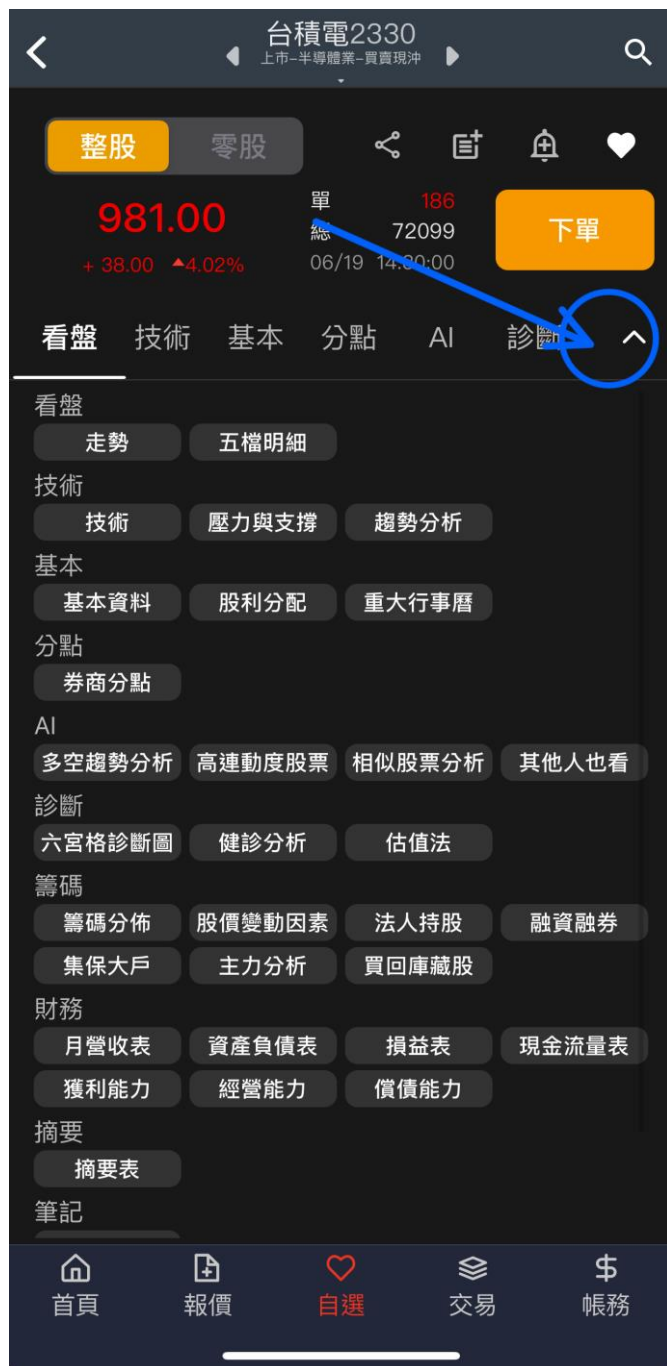 台積電2330
上市-半導體業-買賣現沖
整股 零股
981.00
單 186
總 72099
下單
+ 38.00 ▲4.02%
06/19 14:30:00
看盤 技術 基本 分點 AI 診斷
看盤
走勢 五檔明細
技術
技術 壓力與支撐 趨勢分析
基本
基本資料 股利分配 重大行事曆
分點
券商分點
AI
多空趨勢分析 高連動度股票 相似股票分析 其他人也看
診斷
六宮格診斷圖 健診分析 估值法
籌碼
籌碼分佈 股價變動因素 法人持股 融資融券
集保大戶 主力分析 買回庫藏股
財務
月營收表 資產負債表 損益表 現金流量表
獲利能力 經營能力 償債能力
摘要
摘要表
筆記
首頁 報價 自選 交易 帳務